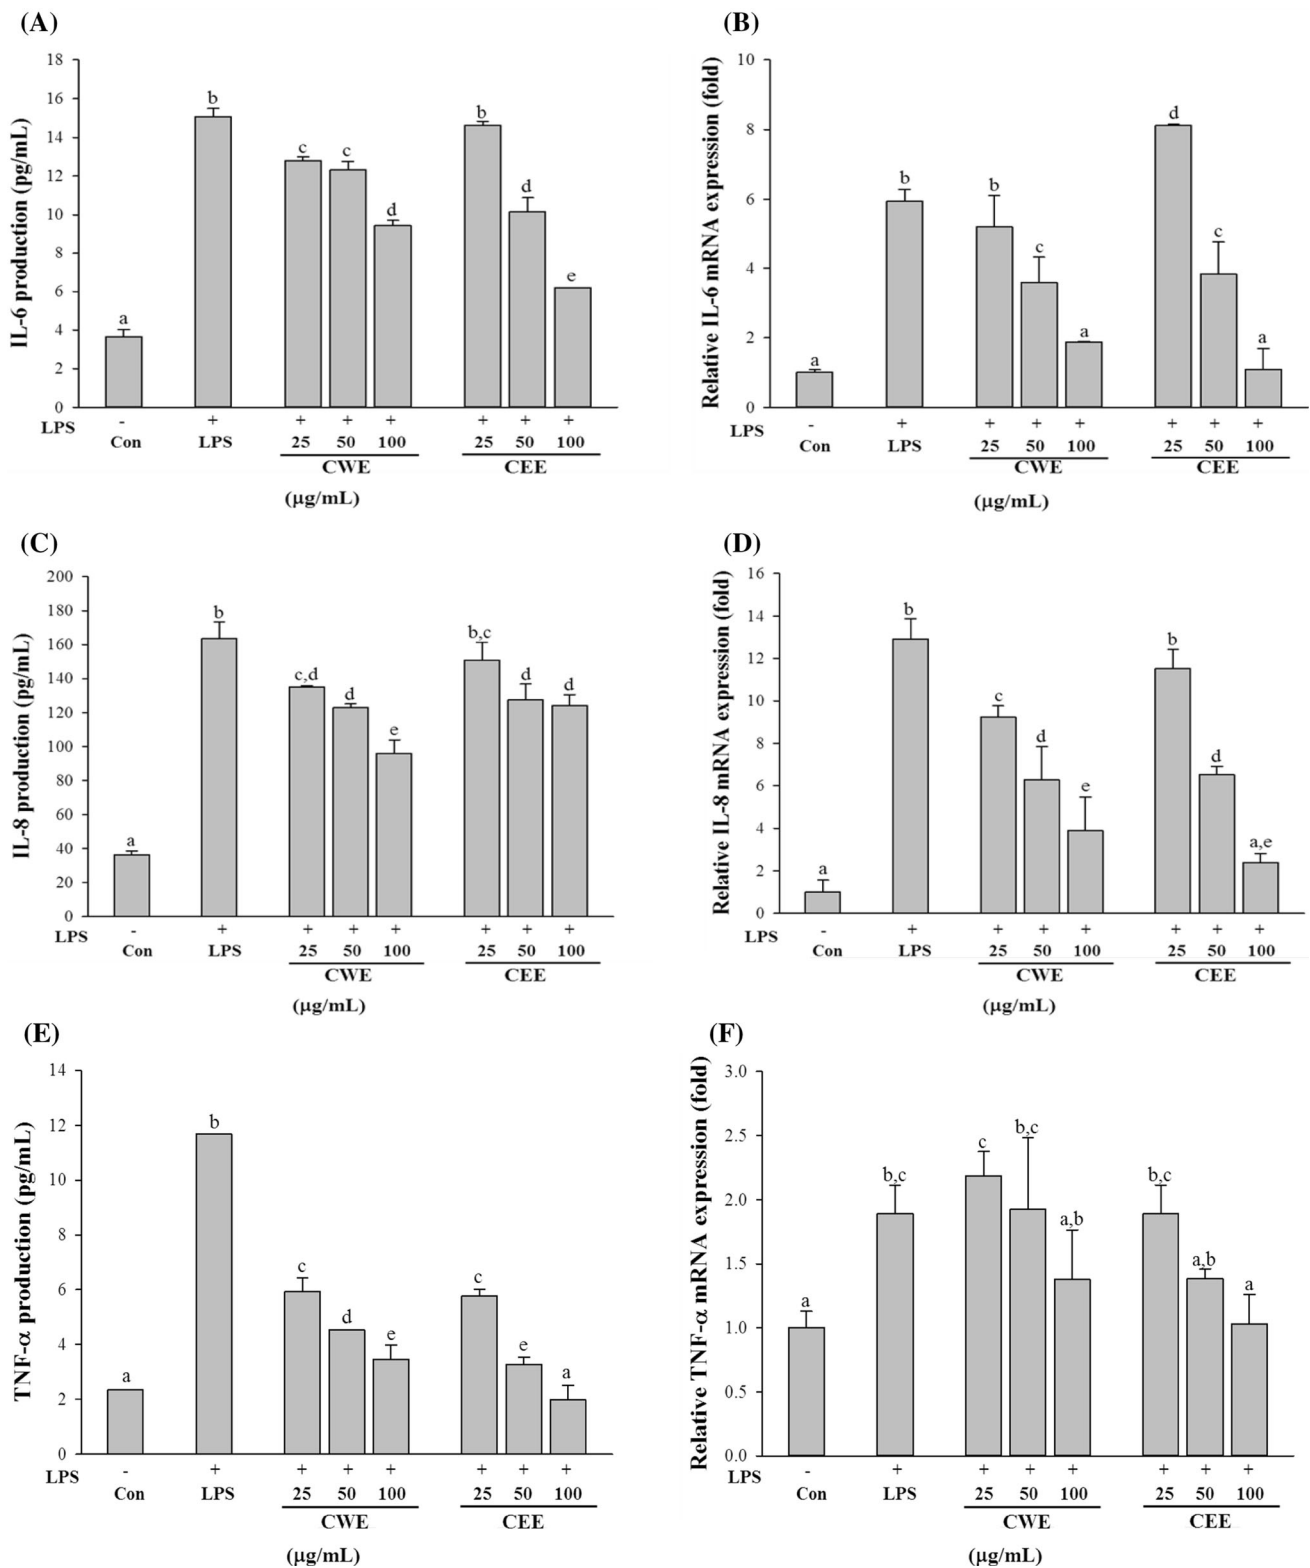 (A)
IL-6 production (pg/mL)
18
16
14
12
10
8
6
4
2
0
a
b
c
c
d
b
d
e
LPS - + + + + + + +
Con LPS 25 50 100 25 50 100
CWE CEE
(µg/mL)
(B)
Relative IL-6 mRNA expression (fold)
10
8
6
4
2
0
a
b
b
c
a
d
c
a
LPS - + + + + + + +
Con LPS 25 50 100 25 50 100
CWE CEE
(µg/mL)
(C)
IL-8 production (pg/mL)
200
180
160
140
120
100
80
60
40
20
0
a
b
c,d
d
e
b,c
d
d
LPS - + + + + + + +
Con LPS 25 50 100 25 50 100
CWE CEE
(µg/mL)
(D)
Relative IL-8 mRNA expression (fold)
16
14
12
10
8
6
4
2
0
a
b
c
d
e
b
d
a,e
LPS - + + + + + + +
Con LPS 25 50 100 25 50 100
CWE CEE
(µg/mL)
(E)
TNF-α production (pg/mL)
14
12
10
8
6
4
2
0
a
b
c
d
e
c
e
a
LPS - + + + + + + +
Con LPS 25 50 100 25 50 100
CWE CEE
(µg/mL)
(F)
Relative TNF-α mRNA expression (fold)
3.0
2.5
2.0
1.5
1.0
0.5
0.0
a
b,c
c
b,c
a,b
b,c
a,b
a
LPS - + + + + + + +
Con LPS 25 50 100 25 50 100
CWE CEE
(µg/mL)